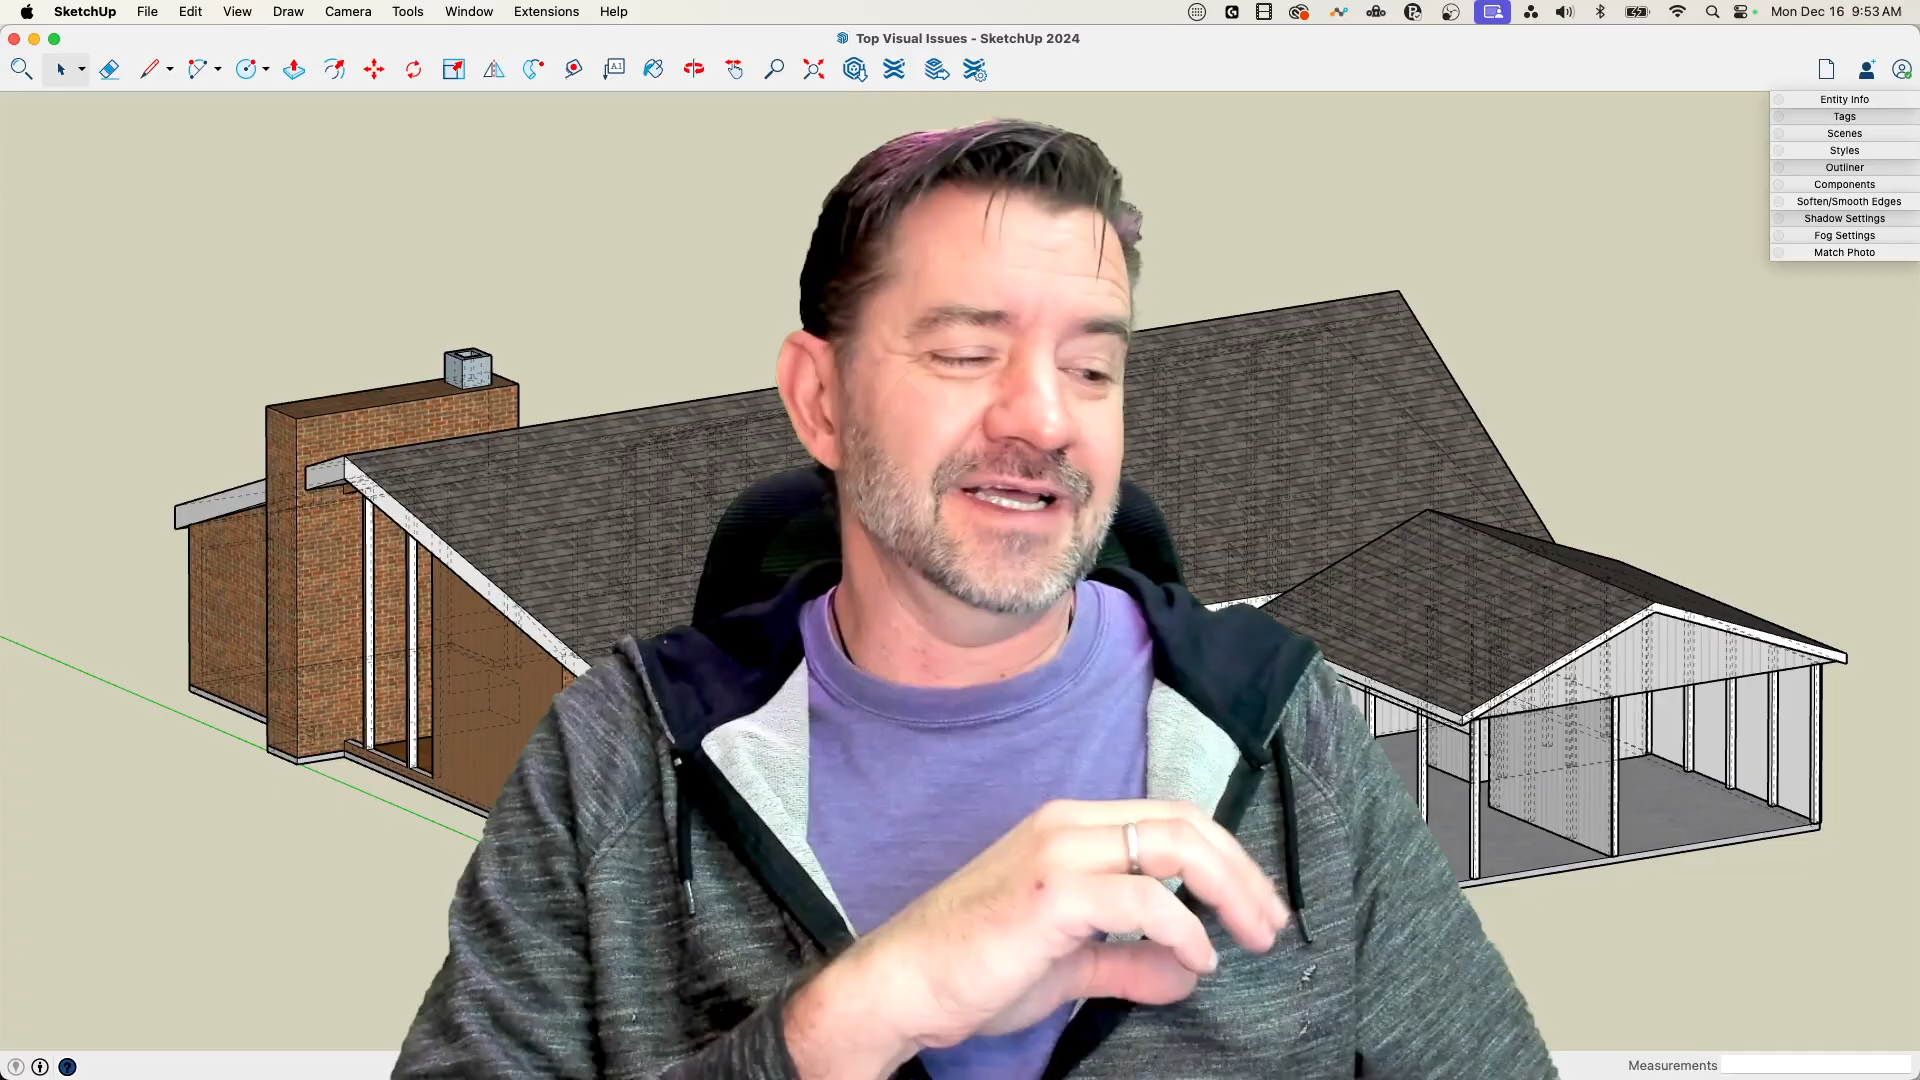 SketchUp File Edit View Draw Camera Tools Window Extensions Help Mon Dec 16 9:53 AM
Top Visual Issues - SketchUp 2024
A1
Entity Info
Tags
Scenes
Styles
Outliner
Components
Soften/Smooth Edges
Shadow Settings
Fog Settings
Match Photo
Measurements